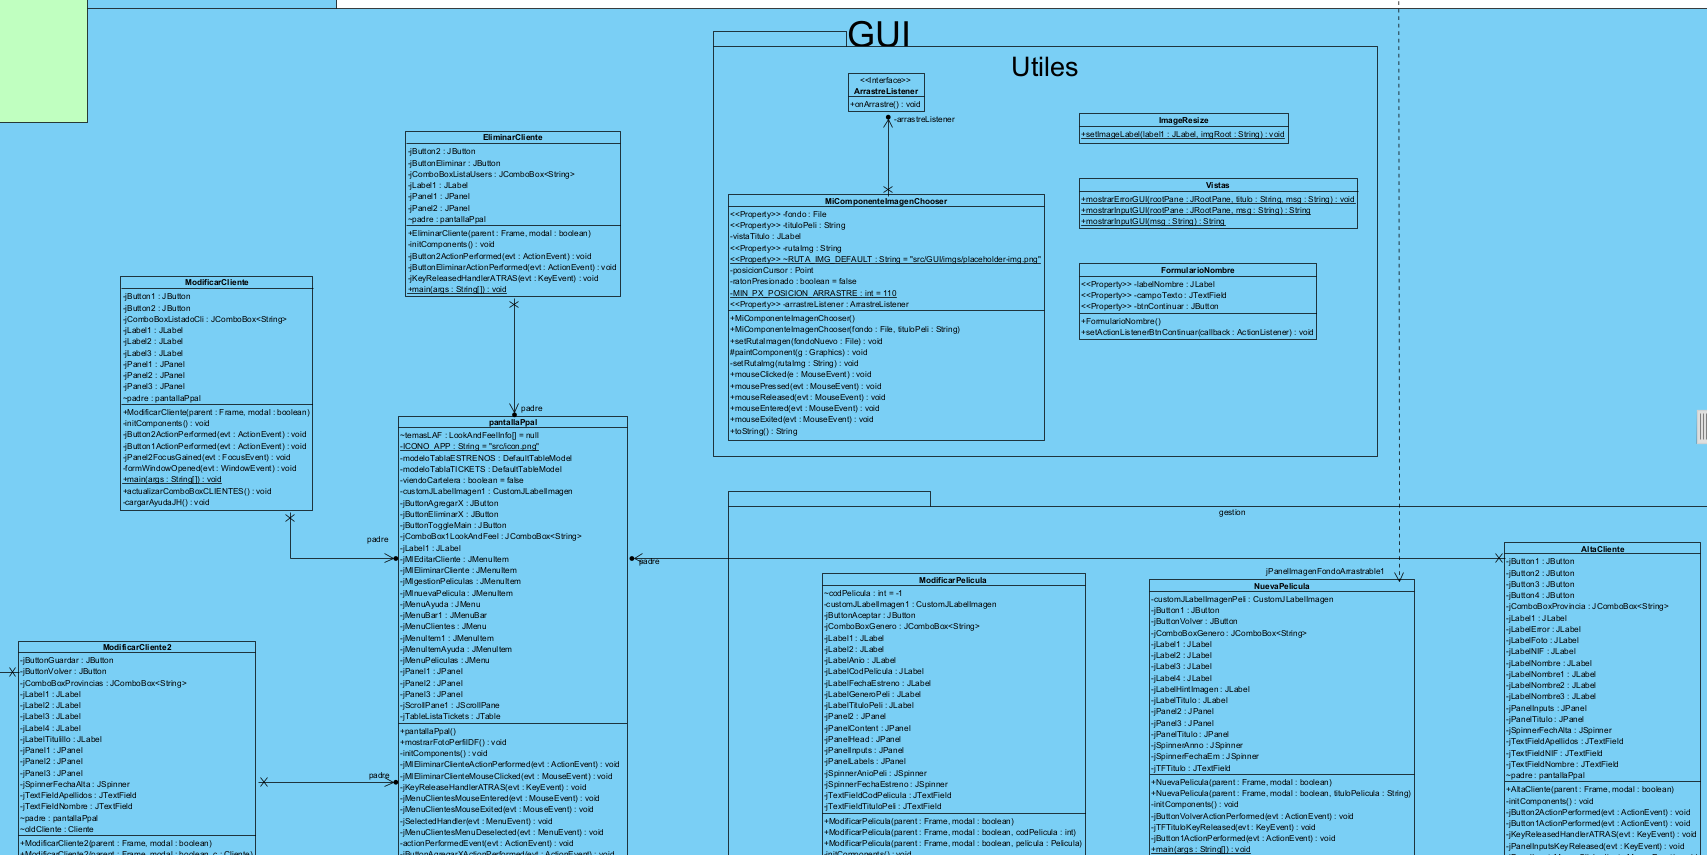 GUI
Utiles
<<Interface>>
ArrastreListener
+onArrastre() : void
-arrastreListener
ImageResize
+setImageLabel(label1 : JLabel, imgRoot : String) : void
Vistas
+mostrarErrorGUI(rootPane : JRootPane, titulo : String, msg : String) : void
+mostrarInputGUI(rootPane : JRootPane, msg : String) : String
+mostrarInputGUI(msg : String) : String
FormularioNombre
<<Property>> -labelNombre : JLabel
<<Property>> -campoTexto : JTextField
<<Property>> -btnContinuar : JButton
+FormularioNombre()
+setActionListenerBtnContinuar(callback : ActionListener) : void
MiComponenteImagenChooser
<<Property>> -fondo : File
<<Property>> -tituloPeli : String
-vistaTitulo : JLabel
<<Property>> -rutaImg : String
<<Property>> ~RUTA_IMG_DEFAULT : String = "src/GUI/imgs/placeholder-img.png"
-posicionCursor : Point
-ratonPresionado : boolean = false
-MIN_PX_POSICION_ARRASTRE : int = 110
<<Property>> -arrastreListener : ArrastreListener
+MiComponenteImagenChooser()
+MiComponenteImagenChooser(fondo : File, tituloPeli : String)
+setRutaImagen(fondoNuevo : File) : void
#paintComponent(g : Graphics) : void
-setRutaImg(rutaImg : String) : void
+mouseClicked(e : MouseEvent) : void
+mousePressed(evt : MouseEvent) : void
+mouseReleased(evt : MouseEvent) : void
+mouseEntered(evt : MouseEvent) : void
+mouseExited(evt : MouseEvent) : void
+toString() : String
EliminarCliente
-jButton2 : JButton
-jButtonEliminar : JButton
-jComboBoxListaUsers : JComboBox<String>
-jLabel1 : JLabel
-jPanel1 : JPanel
-jPanel2 : JPanel
~padre : pantallaPpal
+EliminarCliente(parent : Frame, modal : boolean)
-initComponents() : void
-jButton2ActionPerformed(evt : ActionEvent) : void
-jButtonEliminarActionPerformed(evt : ActionEvent) : void
-jKeyReleasedHandlerATRAS(evt : KeyEvent) : void
+main(args : String[]) : void
ModificarCliente
-jButton1 : JButton
-jButton2 : JButton
-jComboBoxListadoCli : JComboBox<String>
-jLabel1 : JLabel
-jLabel2 : JLabel
-jLabel3 : JLabel
-jPanel1 : JPanel
-jPanel2 : JPanel
-jPanel3 : JPanel
~padre : pantallaPpal
+ModificarCliente(parent : Frame, modal : boolean)
-initComponents() : void
-jButton2ActionPerformed(evt : ActionEvent) : void
-jButton1ActionPerformed(evt : ActionEvent) : void
-jPanel2FocusGained(evt : FocusEvent) : void
-formWindowOpened(evt : WindowEvent) : void
+main(args : String[]) : void
+actualizarComboBoxCLIENTES() : void
-cargarAyudaJH() : void
padre
padre
padre
padre
pantallaPpal
~temasLAF : LookAndFeelInfo[] = null
-ICONO_APP : String = "src/icon.png"
-modeloTablaESTRENOS : DefaultTableModel
-modeloTablaTICKETS : DefaultTableModel
-viendoCartelera : boolean = false
-customJLabelImagen1 : CustomJLabelImagen
-jButtonAgregarX : JButton
-jButtonEliminarX : JButton
-jButtonToggleMain : JButton
-jComboBox1LookAndFeel : JComboBox<String>
-jLabel1 : JLabel
-jMIEditarCliente : JMenuItem
-jMIEliminarCliente : JMenuItem
-jMIgestionPeliculas : JMenuItem
-jMInuevaPelicula : JMenuItem
-jMenuAyuda : JMenu
-jMenuBar1 : JMenuBar
-jMenuClientes : JMenu
-jMenuItem1 : JMenuItem
-jMenuItemAyuda : JMenuItem
-jMenuPeliculas : JMenu
-jPanel1 : JPanel
-jPanel2 : JPanel
-jPanel3 : JPanel
-jScrollPane1 : JScrollPane
-jTableListaTickets : JTable
+pantallaPpal()
+mostrarFotoPerfilDF() : void
-initComponents() : void
-jMIEliminarClienteActionPerformed(evt : ActionEvent) : void
-jMIEliminarClienteMouseClicked(evt : MouseEvent) : void
-jKeyReleaseHandlerATRAS(evt : KeyEvent) : void
-jMenuClientesMouseEntered(evt : MouseEvent) : void
-jMenuClientesMouseExited(evt : MouseEvent) : void
-jSelectedHandler(evt : MenuEvent) : void
-jMenuClientesMenuDeselected(evt : MenuEvent) : void
-actionPerformedEvent(evt : ActionEvent) : void
-jButtonAgregarXActionPerformed(evt : ActionEvent) : void
ModificarCliente2
-jButtonGuardar : JButton
-jButtonVolver : JButton
-jComboBoxProvincias : JComboBox<String>
-jLabel1 : JLabel
-jLabel2 : JLabel
-jLabel3 : JLabel
-jLabel4 : JLabel
-jLabelTitulillo : JLabel
-jPanel1 : JPanel
-jPanel2 : JPanel
-jPanel3 : JPanel
-jSpinnerFechaAlta : JSpinner
-jTextFieldApellidos : JTextField
-jTextFieldNombre : JTextField
~padre : pantallaPpal
~oldCliente : Cliente
+ModificarCliente2(parent : Frame, modal : boolean)
+ModificarCliente2(parent : Frame, modal : boolean, c : Cliente)
gestion
ModificarPelicula
~codPelicula : int = -1
-customJLabelImagen1 : CustomJLabelImagen
-jButtonAceptar : JButton
-jComboBoxGenero : JComboBox<String>
-jLabel1 : JLabel
-jLabel2 : JLabel
-jLabelAnio : JLabel
-jLabelCodPelicula : JLabel
-jLabelFechaEstreno : JLabel
-jLabelGeneroPeli : JLabel
-jLabelTituloPeli : JLabel
-jPanel2 : JPanel
-jPanelContent : JPanel
-jPanelHead : JPanel
-jPanelInputs : JPanel
-jPanelLabels : JPanel
-jSpinnerAnioPeli : JSpinner
-jSpinnerFechaEstreno : JSpinner
-jTextFieldCodPelicula : JTextField
-jTextFieldTituloPeli : JTextField
+ModificarPelicula(parent : Frame, modal : boolean)
+ModificarPelicula(parent : Frame, modal : boolean, codPelicula : int)
+ModificarPelicula(parent : Frame, modal : boolean, pelicula : Pelicula)
-initComponents() : void
jPanelImagenFondoArrastrable1
NuevaPelicula
-customJLabelImagenPeli : CustomJLabelImagen
-jButton1 : JButton
-jButtonVolver : JButton
-jComboBoxGenero : JComboBox<String>
-jLabel1 : JLabel
-jLabel2 : JLabel
-jLabel3 : JLabel
-jLabel4 : JLabel
-jLabelHintImagen : JLabel
-jLabelTitulo : JLabel
-jPanel2 : JPanel
-jPanel3 : JPanel
-jPanelTitulo : JPanel
-jSpinnerAnno : JSpinner
-jSpinnerFechaEm : JSpinner
-jTFTitulo : JTextField
+NuevaPelicula(parent : Frame, modal : boolean)
+NuevaPelicula(parent : Frame, modal : boolean, tituloPelicula : String)
-initComponents() : void
-jButtonVolverActionPerformed(evt : ActionEvent) : void
-jTFTituloKeyReleased(evt : KeyEvent) : void
-jButton1ActionPerformed(evt : ActionEvent) : void
+main(args : String[]) : void
AltaCliente
-jButton1 : JButton
-jButton2 : JButton
-jButton3 : JButton
-jButton4 : JButton
-jComboBoxProvincia : JComboBox<String>
-jLabel1 : JLabel
-jLabelError : JLabel
-jLabelFoto : JLabel
-jLabelNIF : JLabel
-jLabelNombre : JLabel
-jLabelNombre1 : JLabel
-jLabelNombre2 : JLabel
-jLabelNombre3 : JLabel
-jPanelInputs : JPanel
-jPanelTitulo : JPanel
-jSpinnerFechAlta : JSpinner
-jTextFieldApellidos : JTextField
-jTextFieldNIF : JTextField
-jTextFieldNombre : JTextField
~padre : pantallaPpal
+AltaCliente(parent : Frame, modal : boolean)
-initComponents() : void
-jButton2ActionPerformed(evt : ActionEvent) : void
-jButton1ActionPerformed(evt : ActionEvent) : void
-jKeyReleasedHandlerATRAS(evt : KeyEvent) : void
-jPanelInputsKeyReleased(evt : KeyEvent) : void